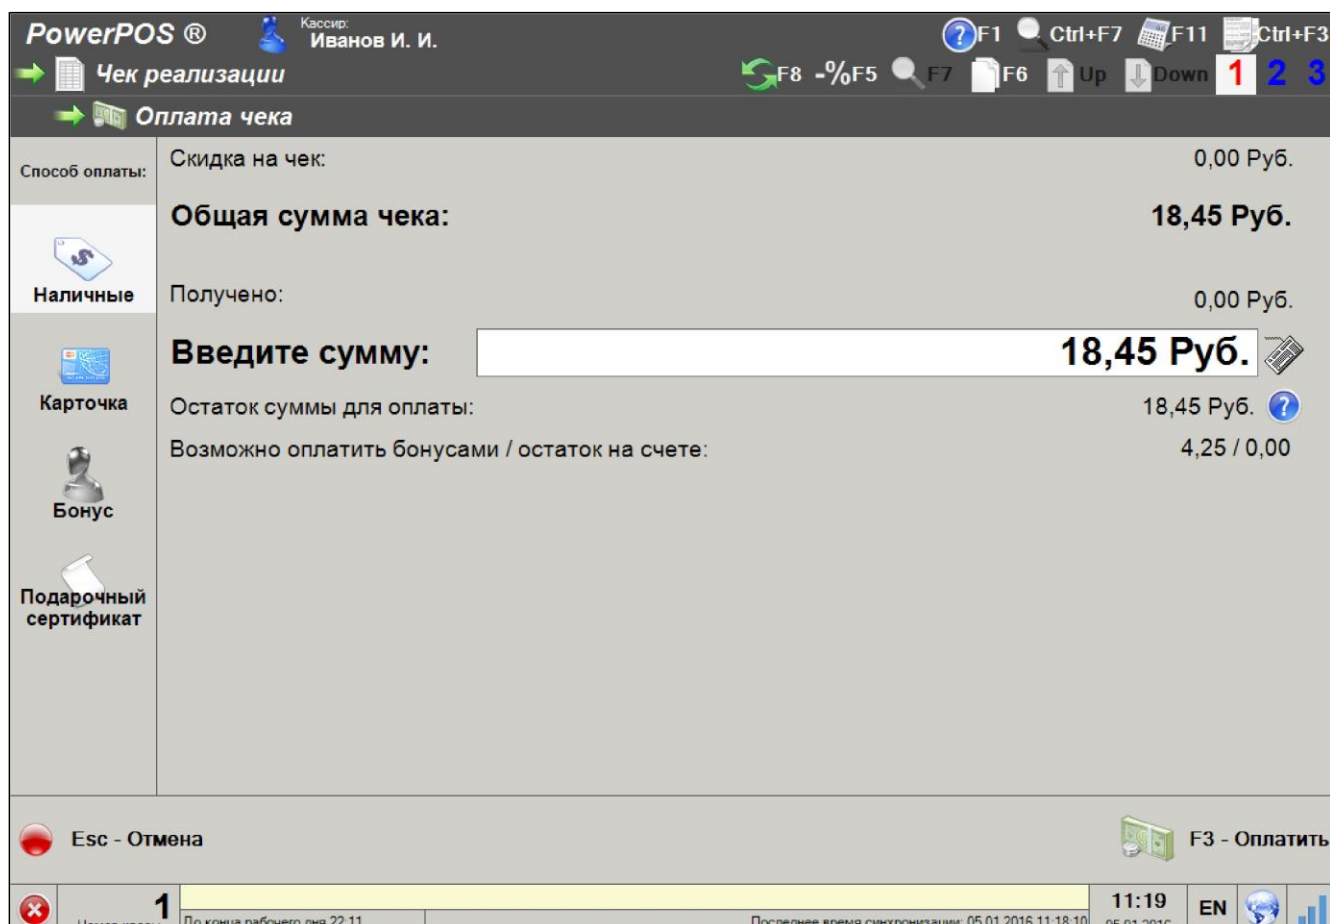 PowerPOS ®
Кассир:
Иванов И. И.
F1 Ctrl+F7 F11 Ctrl+F3
Чек реализации
F8 -%F5 F7 F6 Up Down 1 2 3
Оплата чека
Способ оплаты:
Скидка на чек: 0,00 Руб.
Общая сумма чека: 18,45 Руб.
Наличные
Получено: 0,00 Руб.
Введите сумму: 18,45 Руб.
Карточка
Остаток суммы для оплаты: 18,45 Руб.
Возможно оплатить бонусами / остаток на счете: 4,25 / 0,00
Бонус
Подарочный
сертификат
Esc - Отмена
F3 - Оплатить
1
11:19
EN
До конца рабочего дня 22:11
Последнее время синхронизации: 05.01.2016 11:18:10
05.01.2016